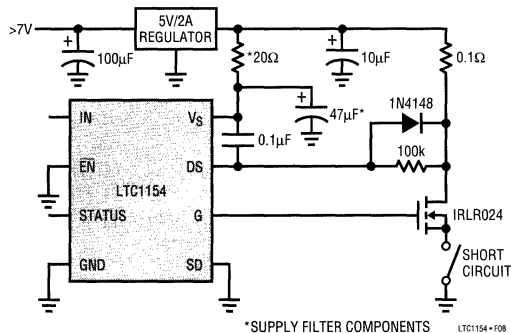 >7V
5V/2A
REGULATOR
+
100µF
*20Ω
+
10µF
0.1Ω
+
47µF*
1N4148
IN
VS
0.1µF
100k
EN
DS
LTC1154
STATUS
G
IRLR024
GND
SD
SHORT
CIRCUIT
*SUPPLY FILTER COMPONENTS
LTC1154 • F08